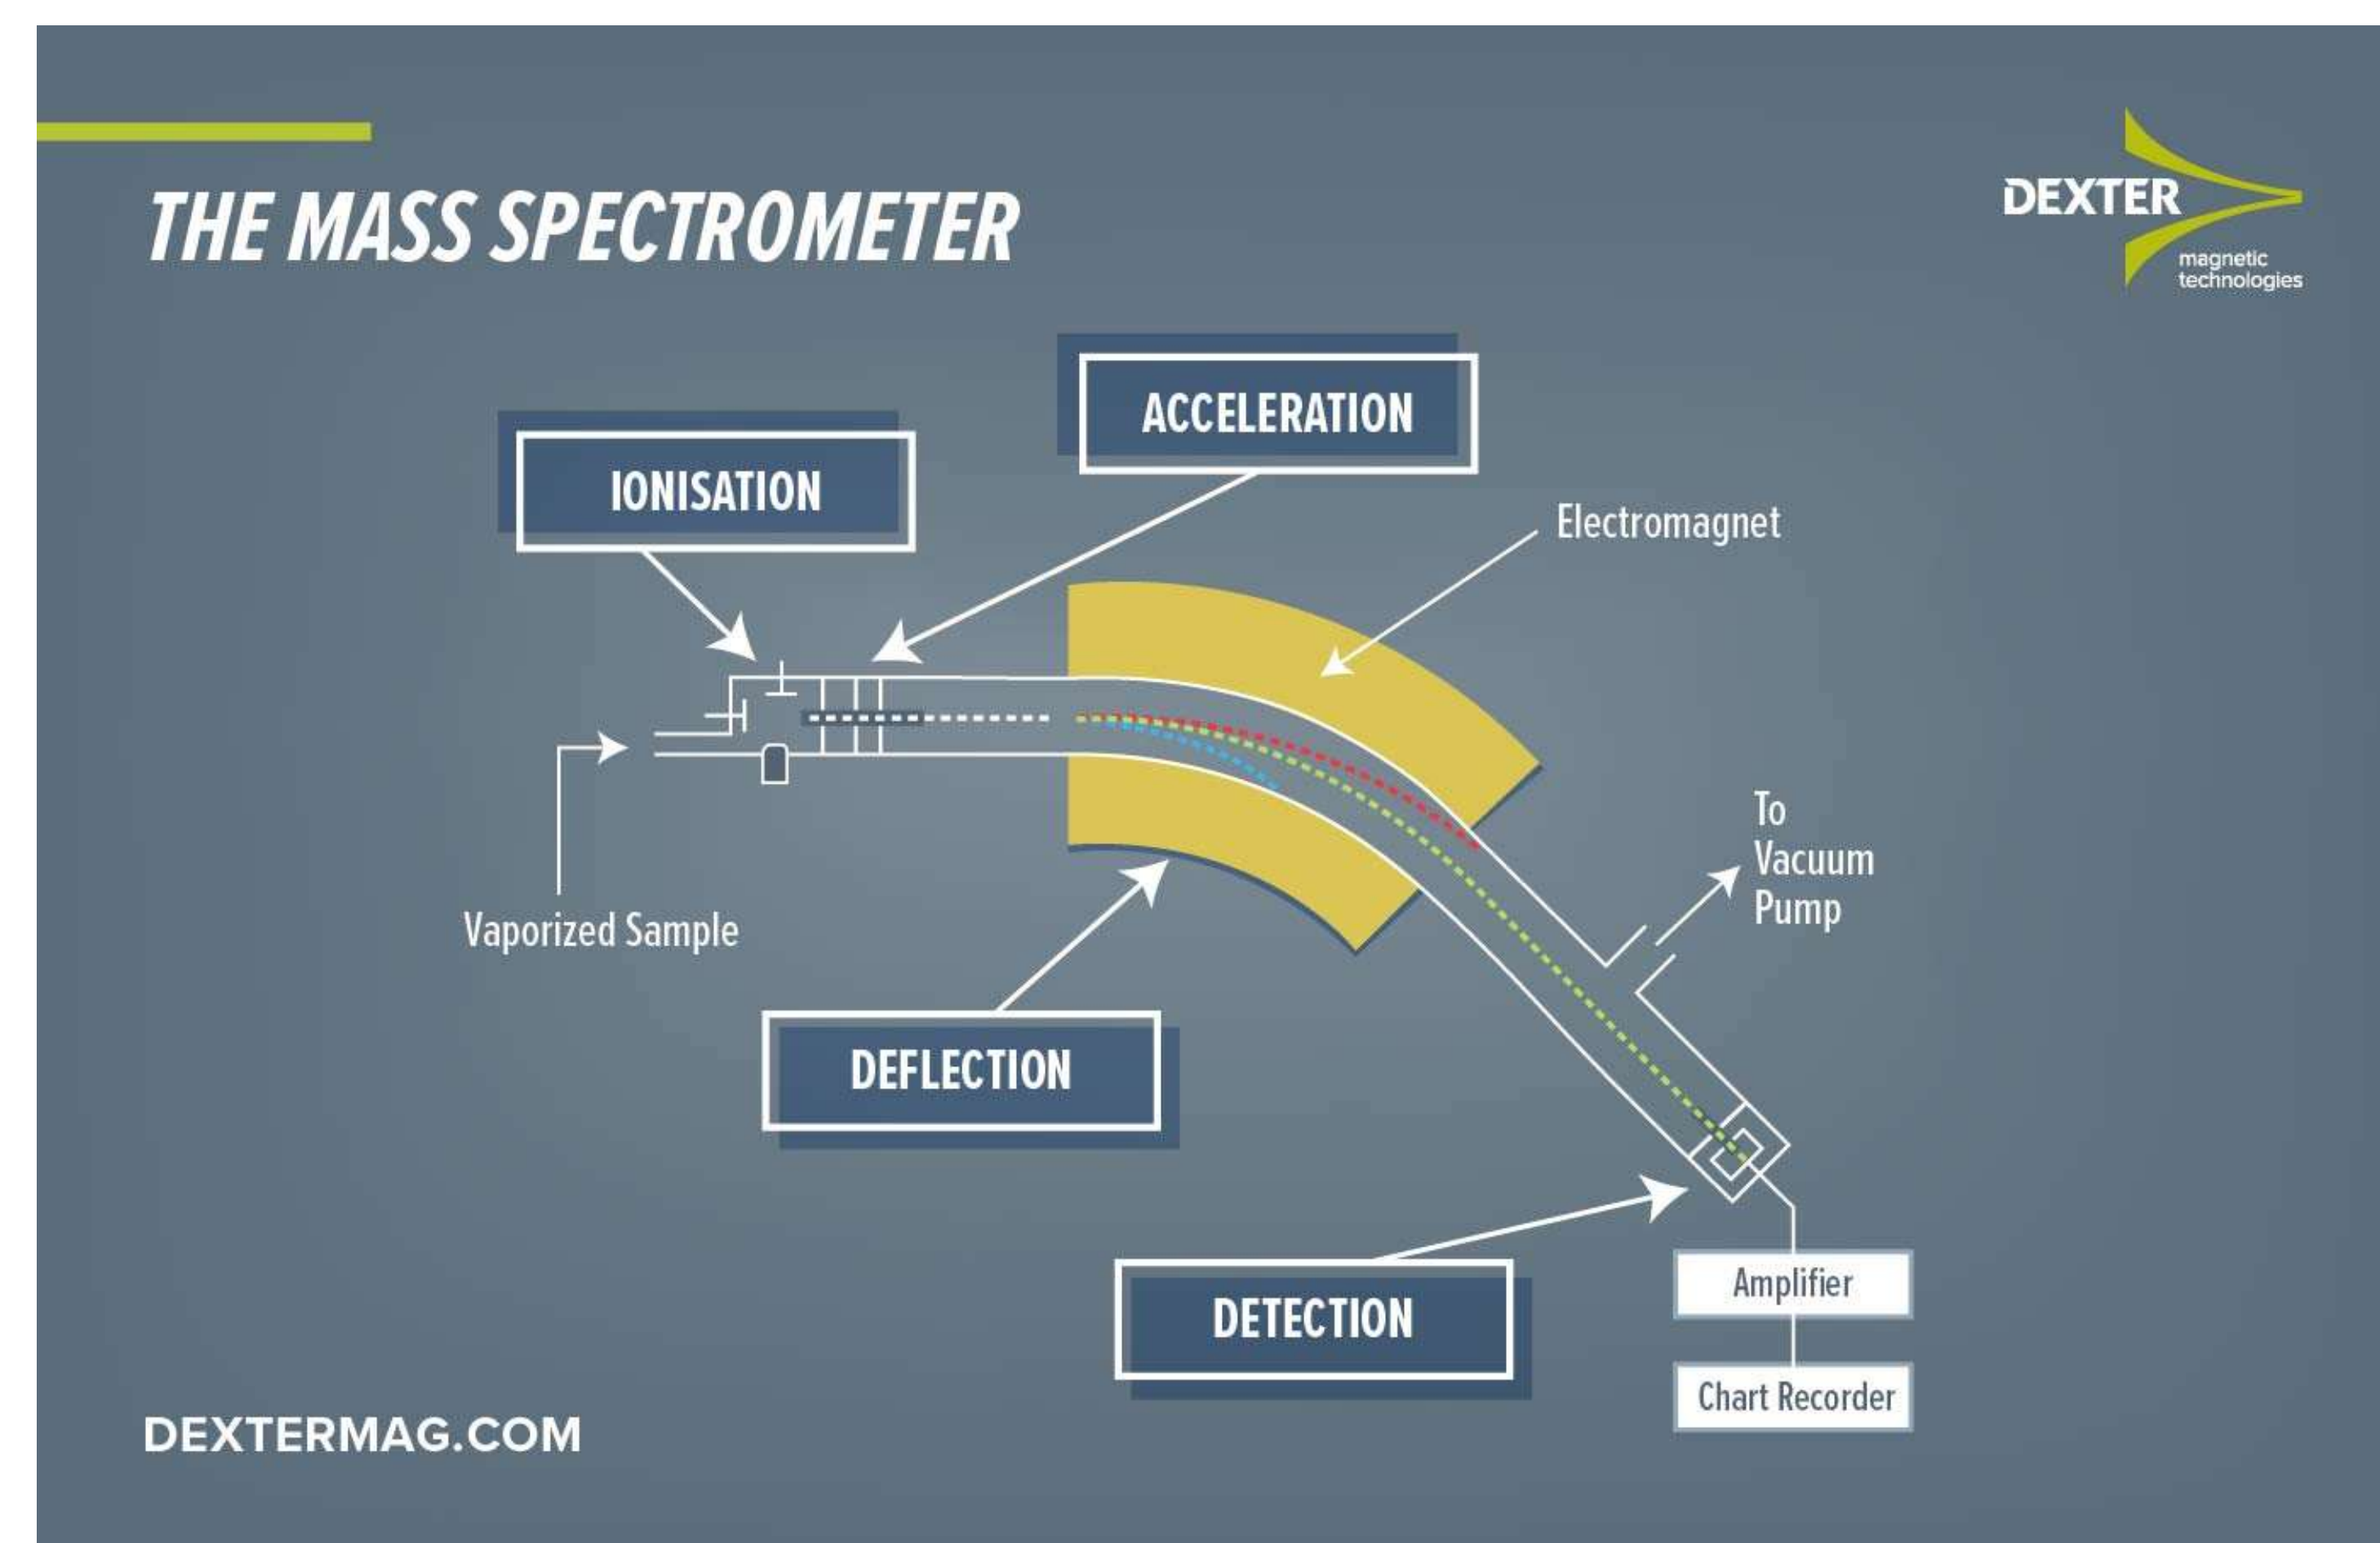 THE MASS SPECTROMETER
DEXTER
magnetic
technologies
ACCELERATION
IONISATION
Electromagnet
To
Vacuum
Pump
Vaporized Sample
DEFLECTION
DETECTION
Amplifier
Chart Recorder
DEXTERMAG.COM